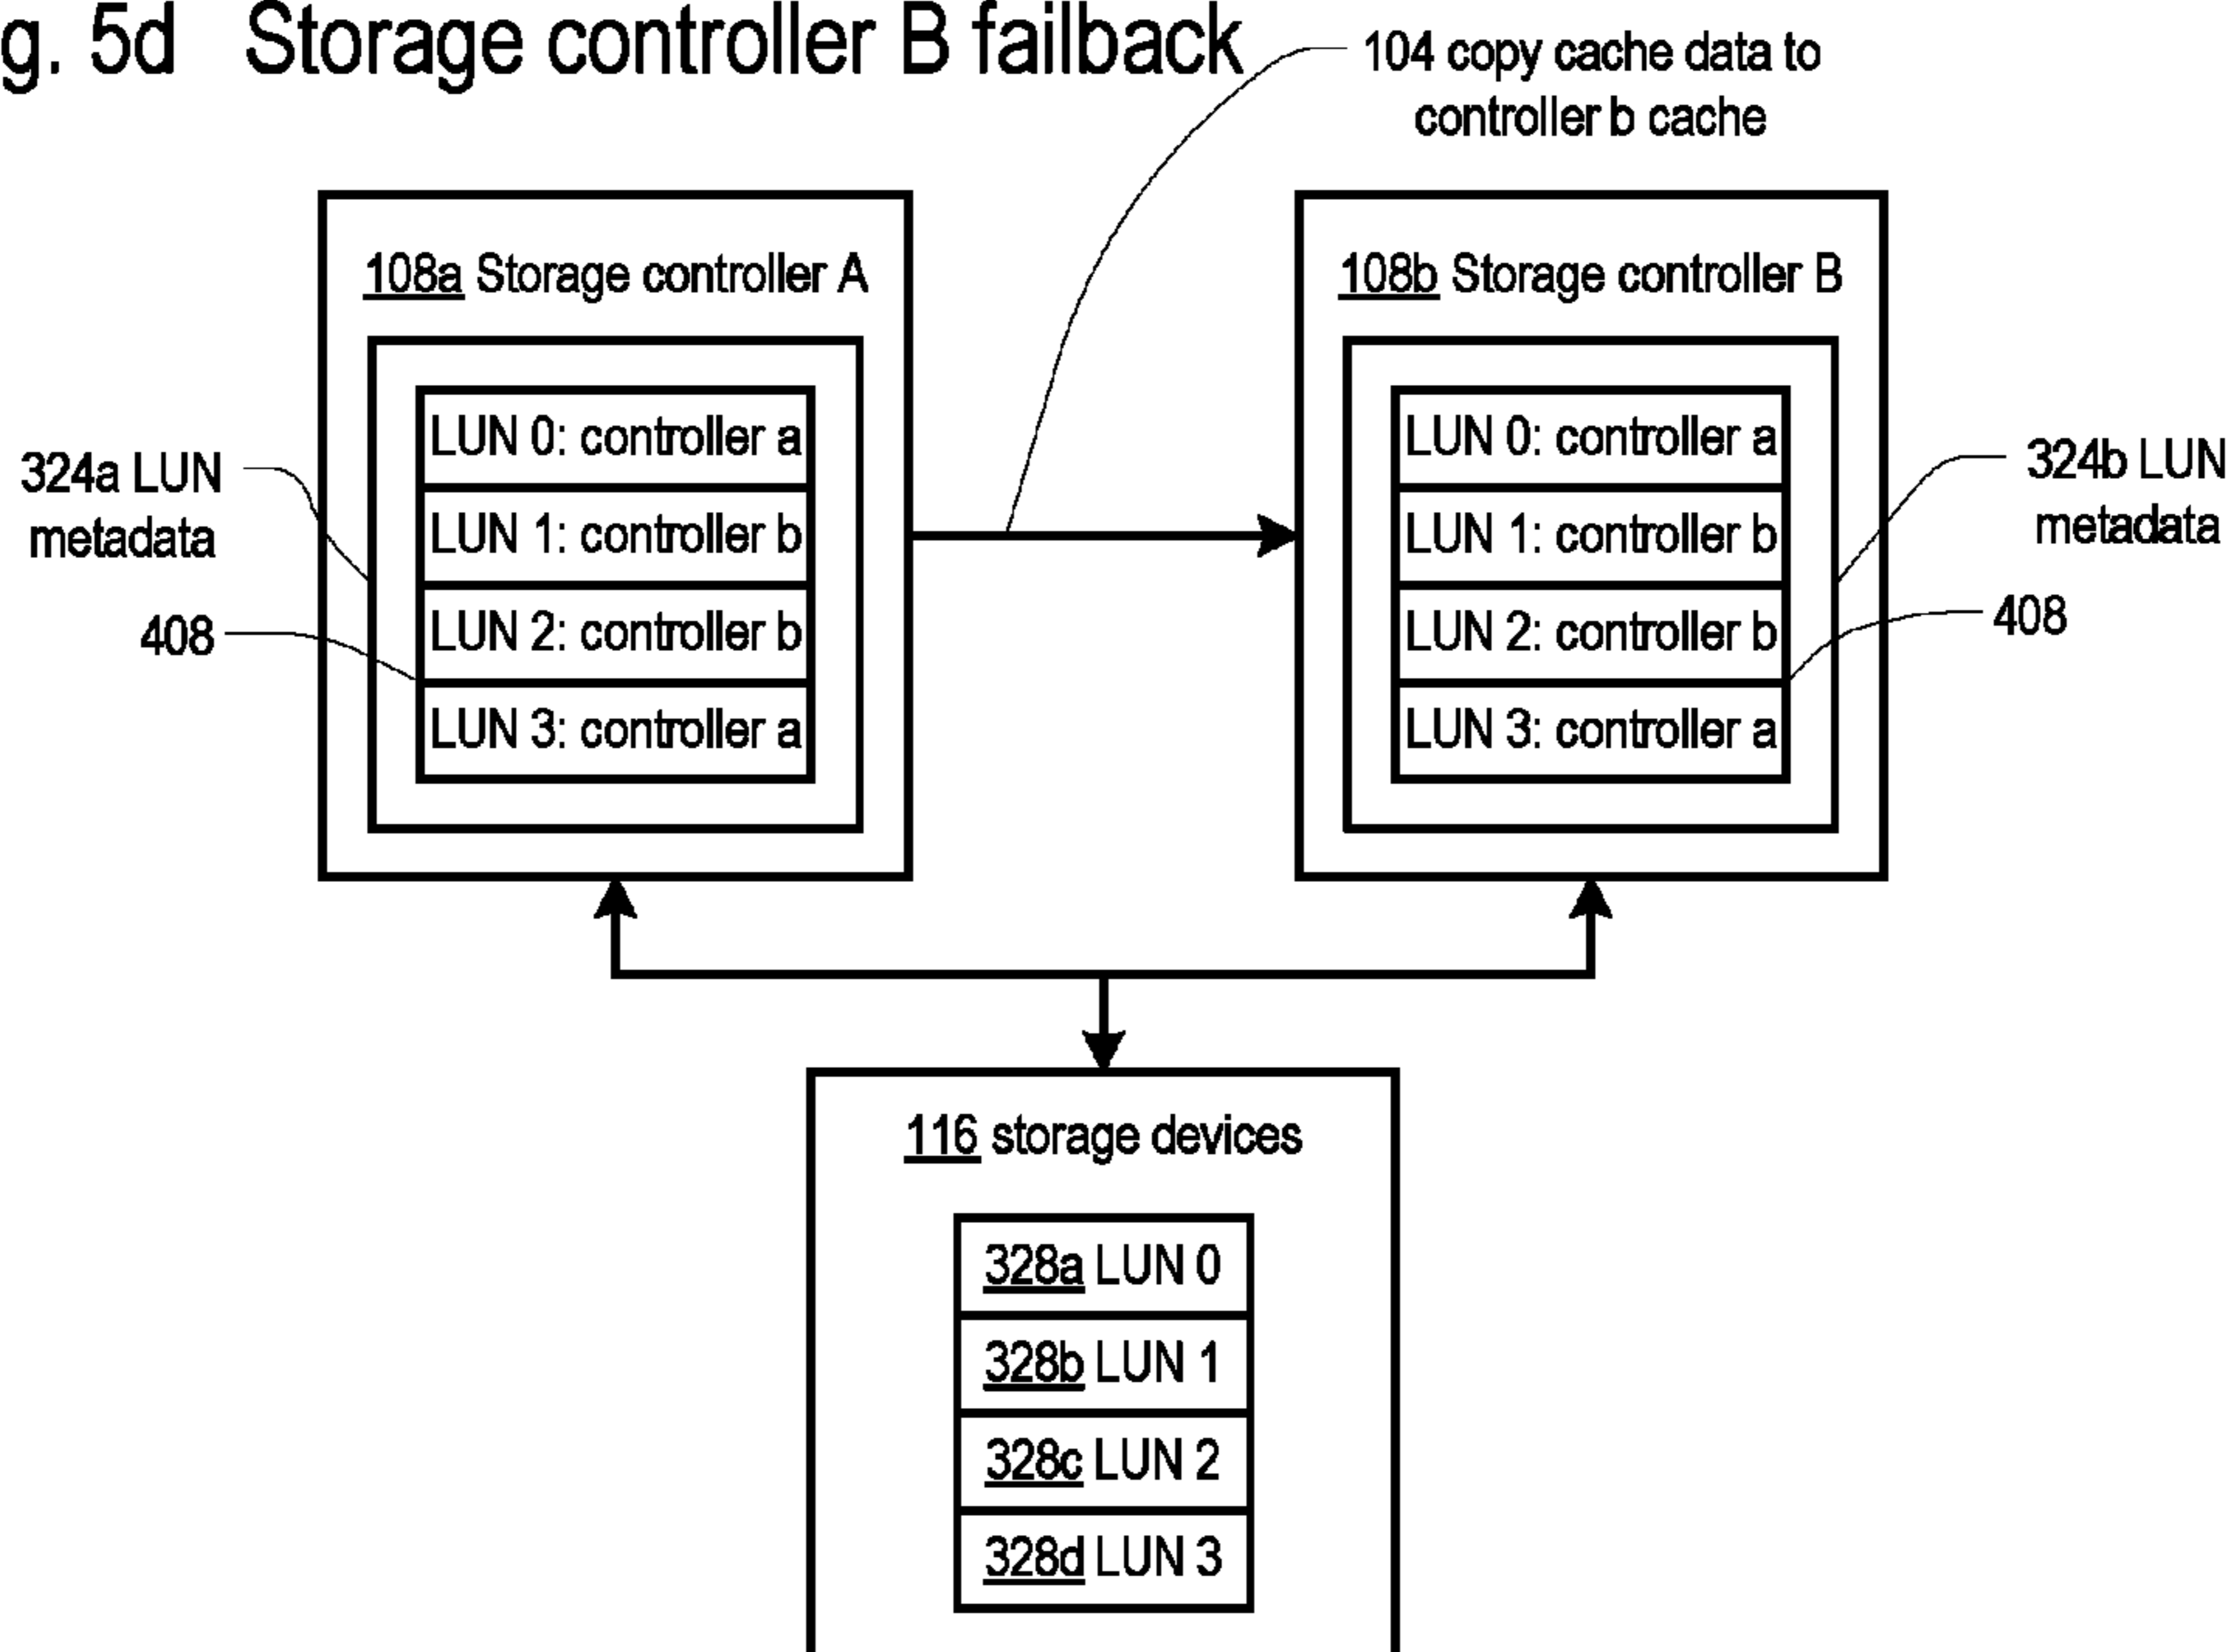 g. 5d Storage controller B failback
104 copy cache data to
controller b cache
108a Storage controller A
108b Storage controller B
LUN 0: controller a
LUN 1: controller b
LUN 2: controller b
LUN 3: controller a
LUN 0: controller a
LUN 1: controller b
LUN 2: controller b
LUN 3: controller a
324a LUN
metadata
408
324b LUN
metadata
408
116 storage devices
328a LUN 0
328b LUN 1
328c LUN 2
328d LUN 3